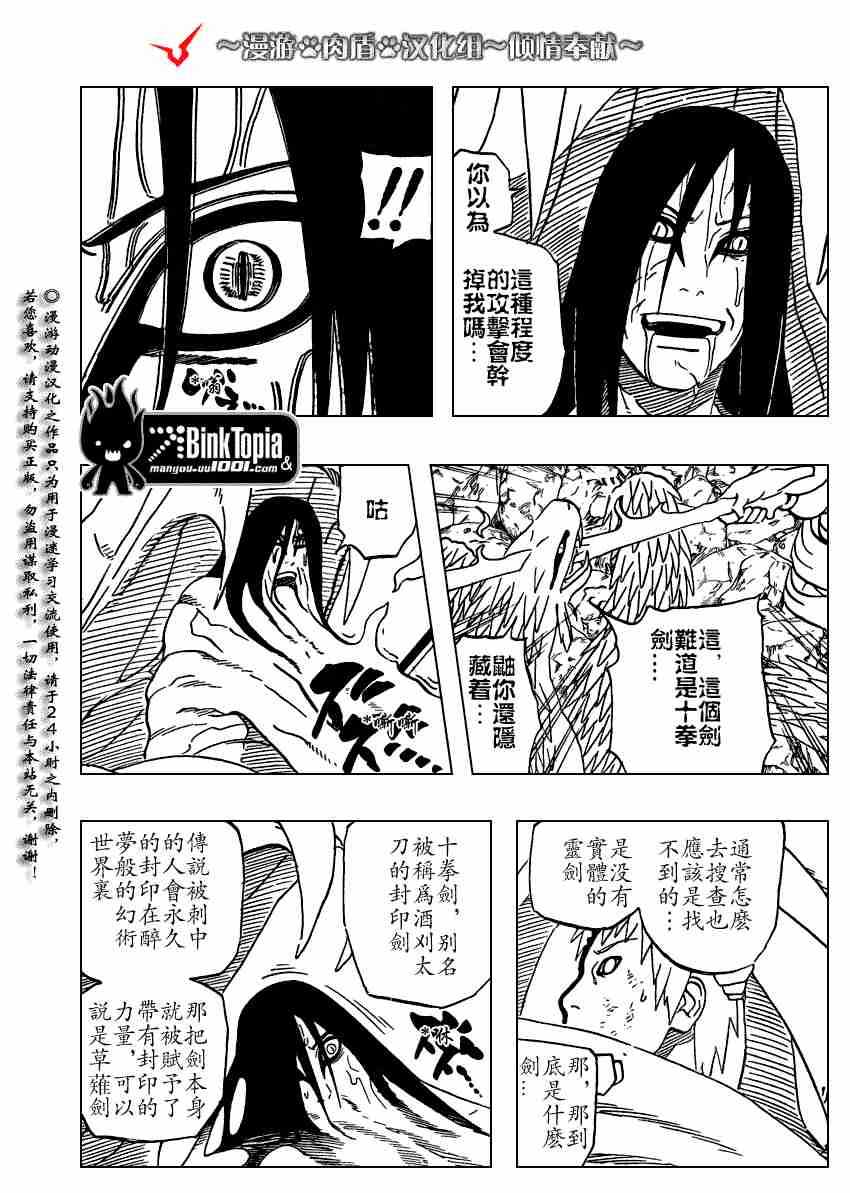 ～漫游肉盾汉化组～倾情奉献～
你以為
這種程度
的攻擊會幹
掉我嗎…
!!
*嗡
BinkTopia
manyou-uu1001.com
&
這，這個劍
難道是十拳
劍…
鼬你還隱
藏着…
咕
*嘶嘶
通常怎麼
去搜查也
應該是找
不到的…
是没有
實體的
靈劍
那，那到
底是什麼
劍…
十拳劍，别名
被稱爲酒刈太
刀的封印劍
傳説被刺中
的人會永久
的封印在醉
夢般的幻術
世界裏
*咻
那把劍本身
就被賦予了
帶有封印的
力量，可以
説是草薙劍
◎漫游动漫汉化之作品只为用于漫迷学习交流使用，请于24小时之内删除，
若您喜欢，请支持购买正版，勿盗用谋取私利，一切法律责任与本站无关，谢谢！